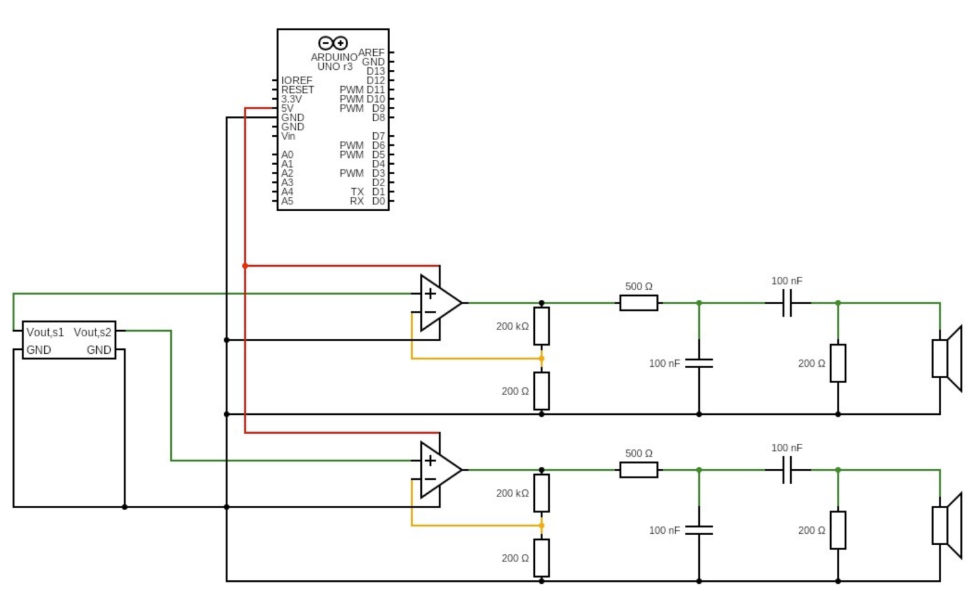 ARDUINO
UNO r3
AREF
GND
D13
IOREF
D12
RESET
PWM D11
3.3V
PWM D10
5V
PWM D9
GND
D8
GND
Vin
D7
PWM D6
A0
PWM D5
A1
D4
A2
PWM D3
A3
D2
A4
TX D1
A5
RX D0
500 Ω
100 nF
200 kΩ
Vout,s1 Vout,s2
GND GND
100 nF
200 Ω
200 Ω
500 Ω
100 nF
200 kΩ
100 nF
200 Ω
200 Ω